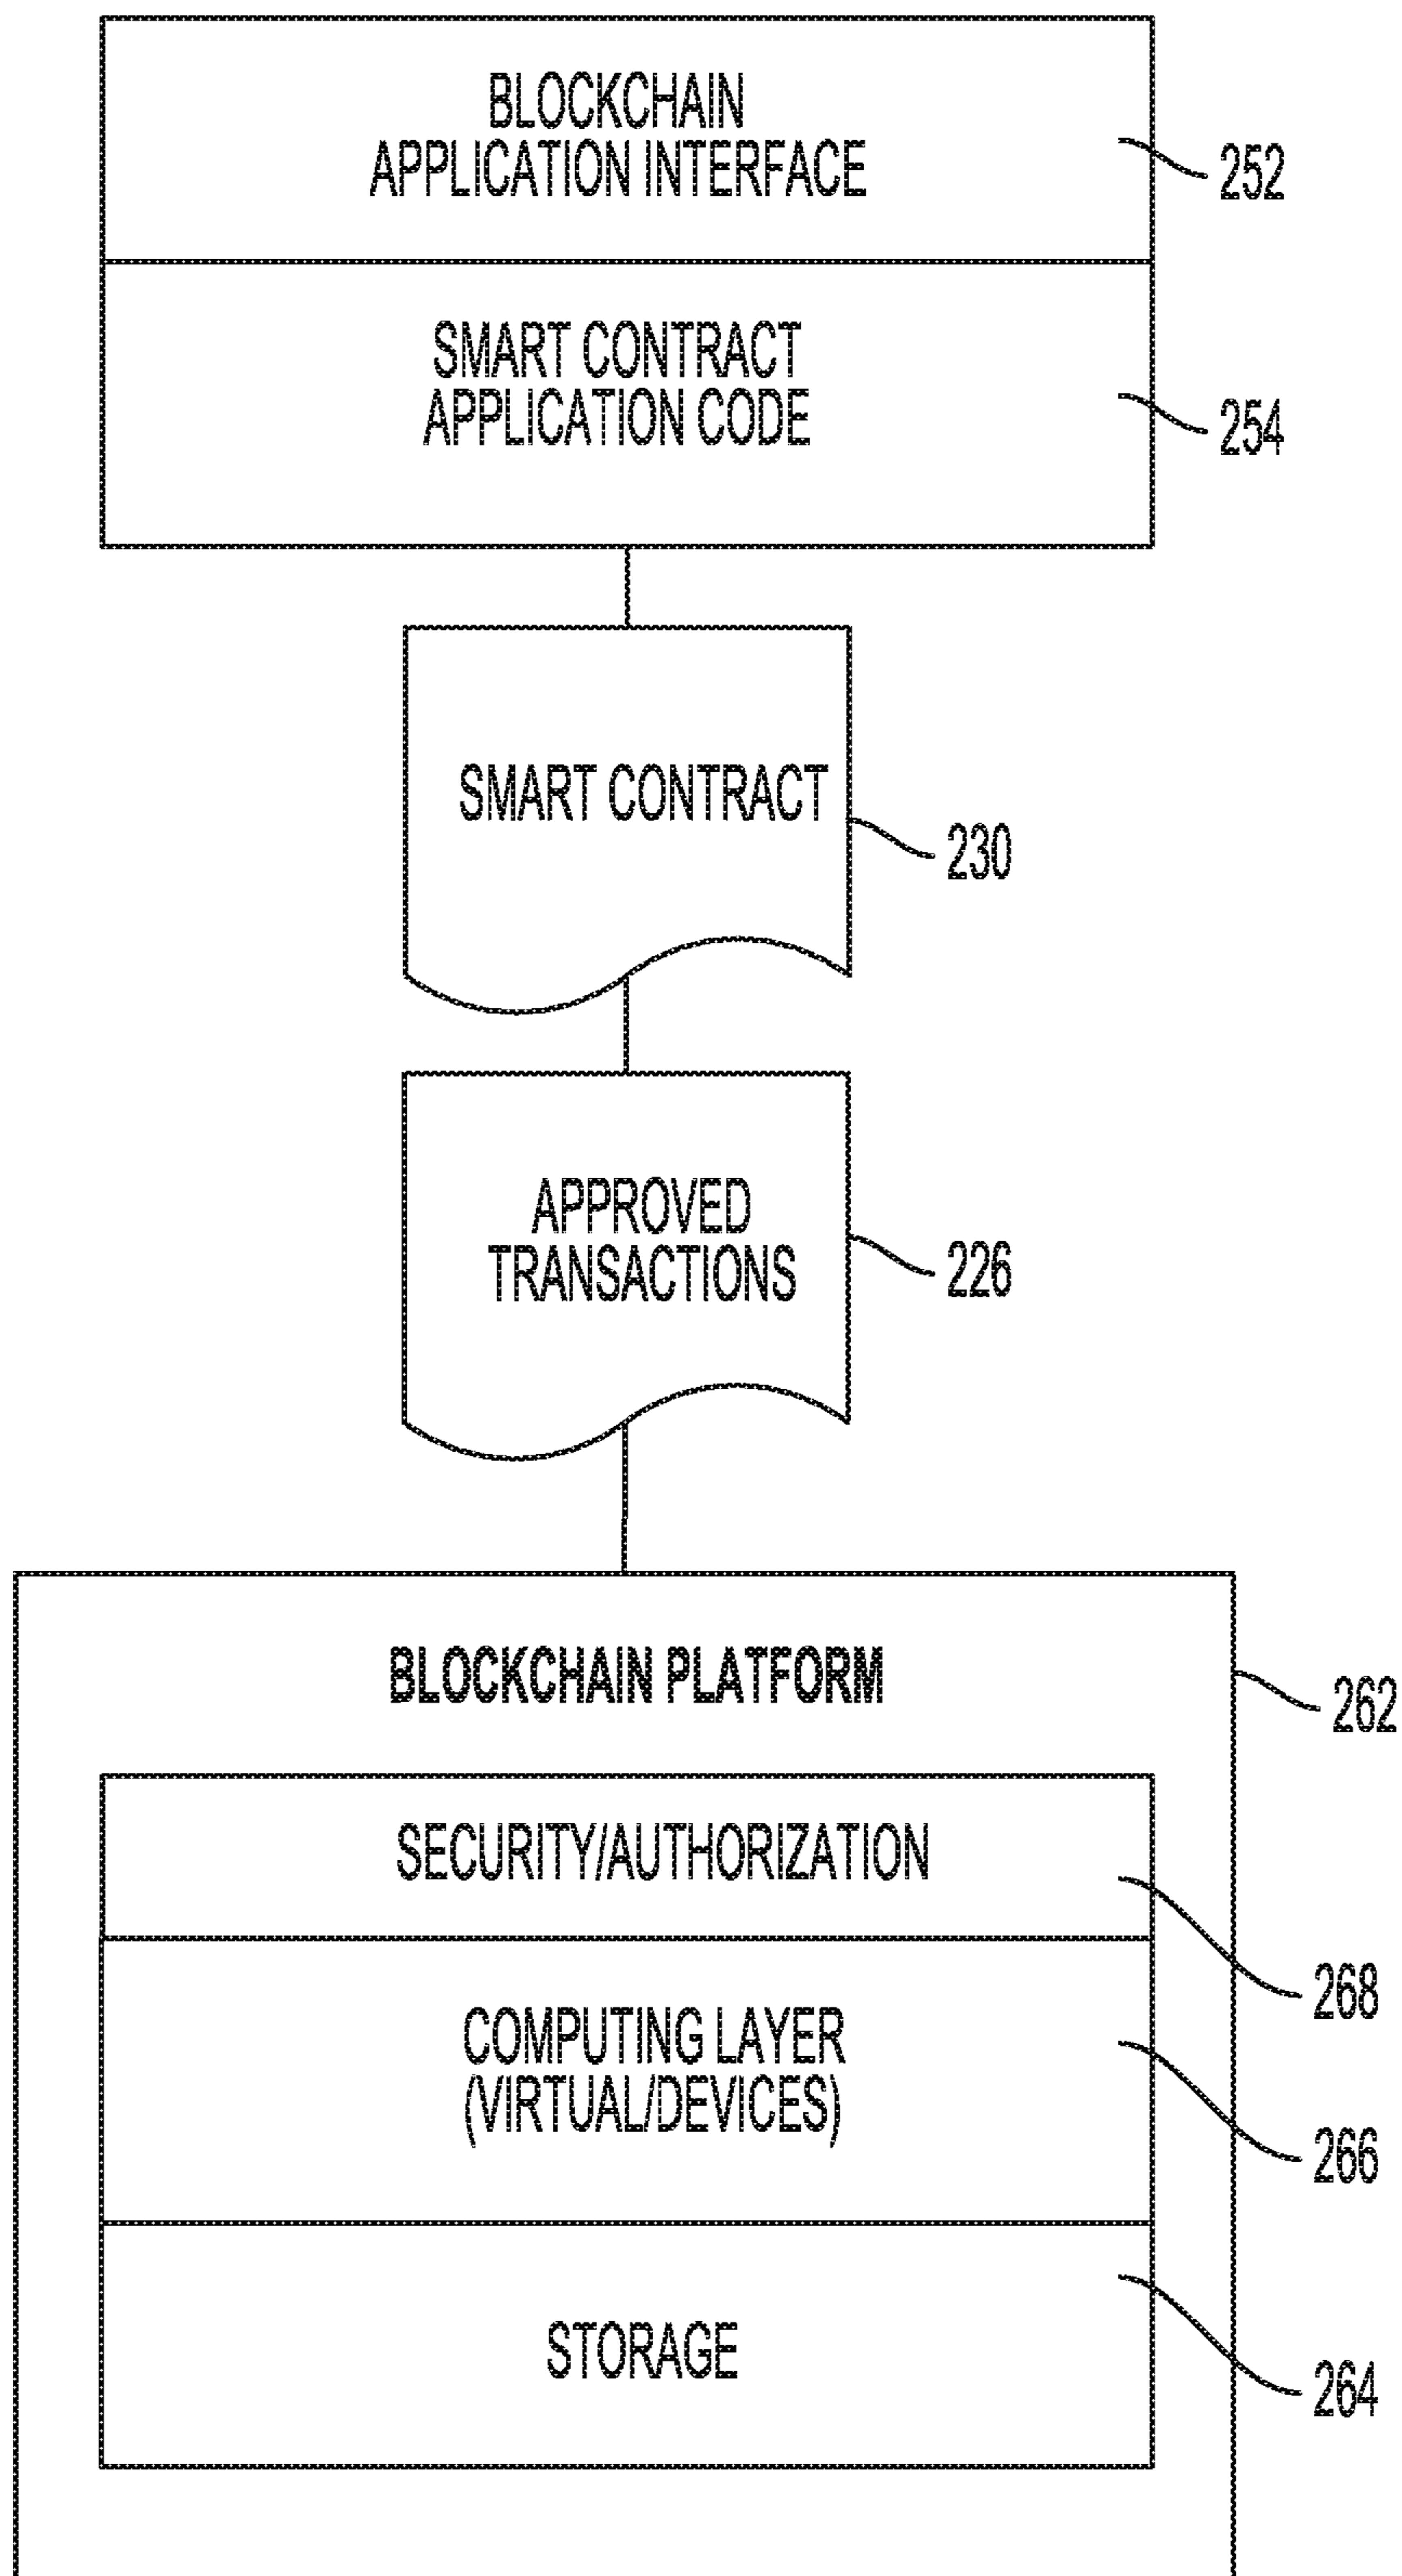 BLOCKCHAIN
APPLICATION INTERFACE
252
SMART CONTRACT
APPLICATION CODE
254
SMART CONTRACT
230
APPROVED
TRANSACTIONS
226
BLOCKCHAIN PLATFORM
262
SECURITY/AUTHORIZATION
268
COMPUTING LAYER
(VIRTUAL/DEVICES)
266
STORAGE
264